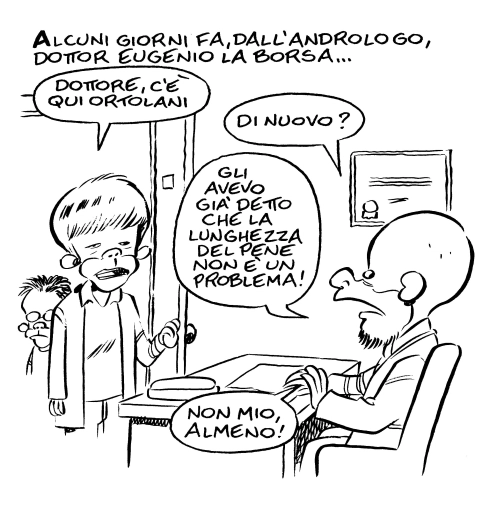 ALCUNI GIORNI FA, DALL'ANDROLOGO,
DOTTOR EUGENIO LA BORSA...
DOTTORE, C'E'
QUI ORTOLANI
DI NUOVO?
GLI
AVEVO
GIA' DETTO
CHE LA
LUNGHEZZA
DEL PENE
NON E' UN
PROBLEMA!
NON MIO,
ALMENO!